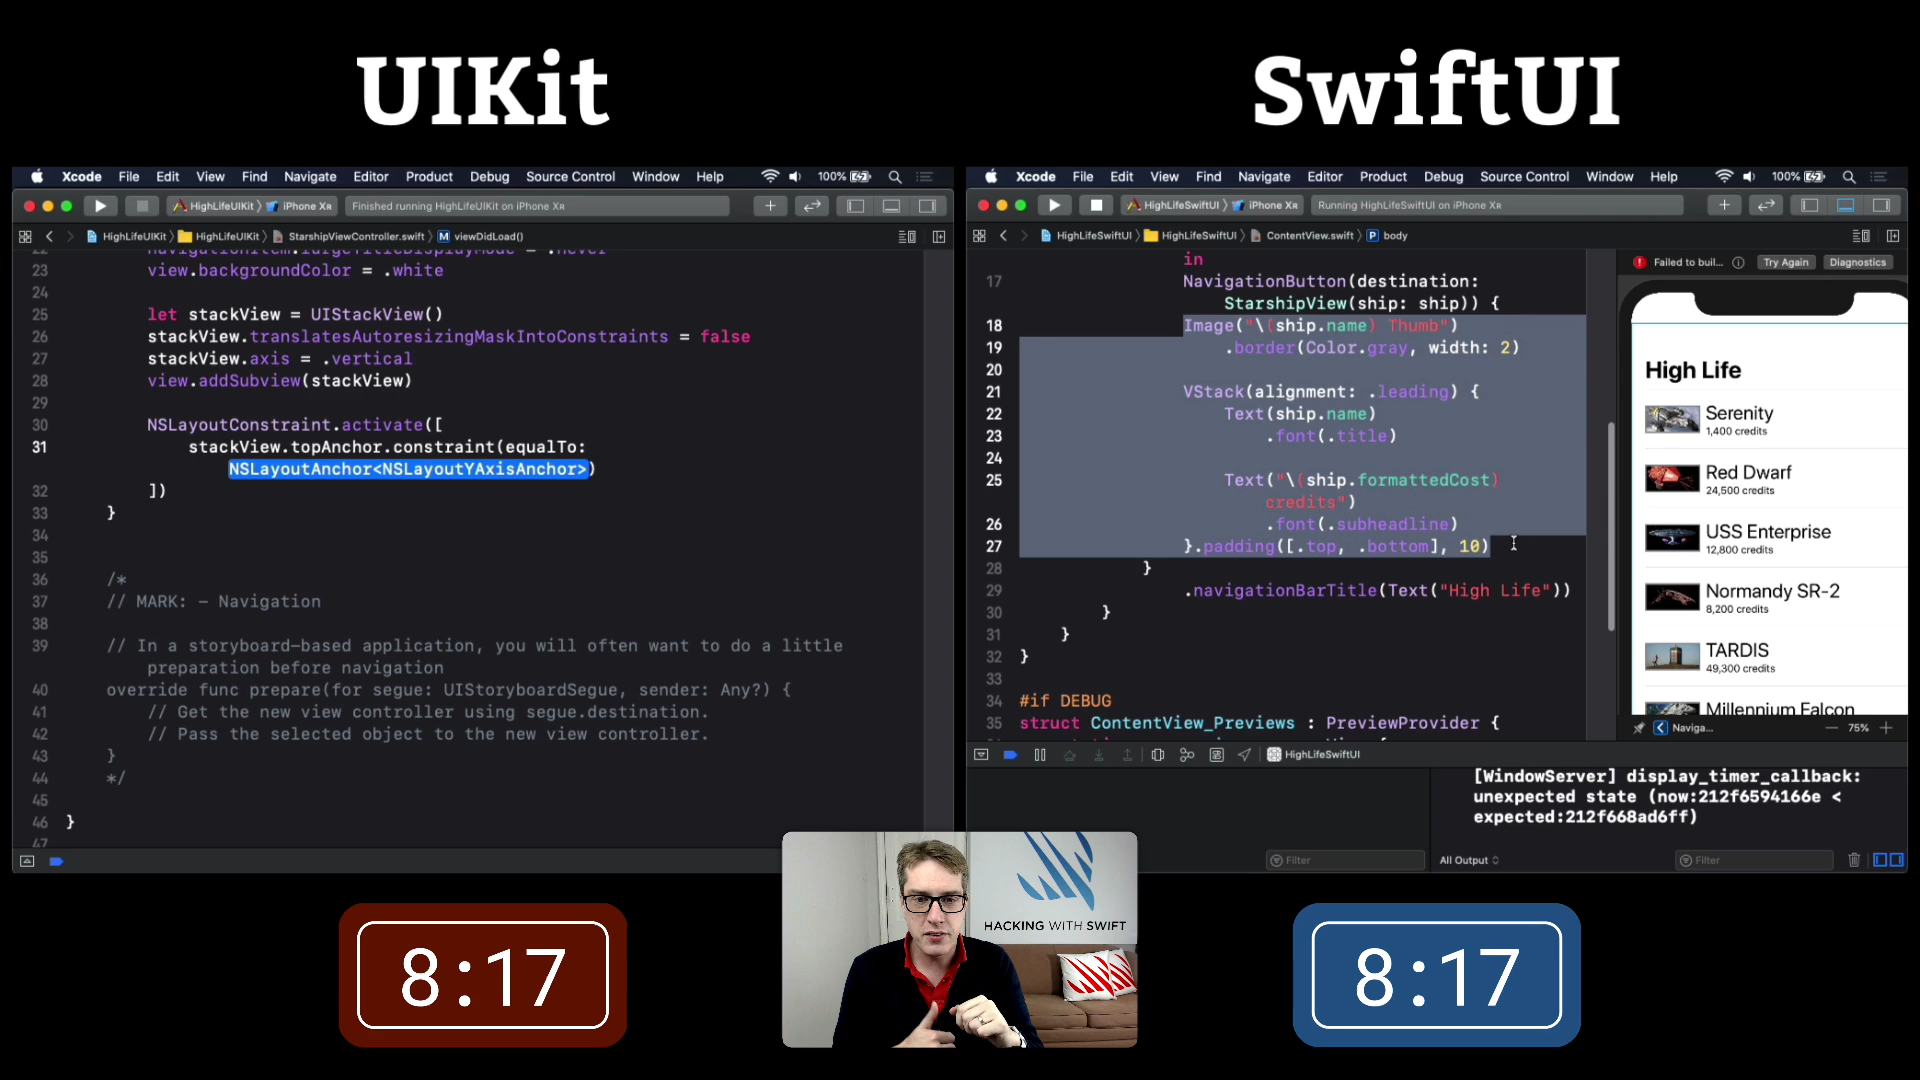 UIKit
SwiftUI
Xcode File Edit View Find Navigate Editor Product Debug Source Control Window Help 100%
HighLifeUIKit iPhone XR Finished running HighLifeUIKit on iPhone XR
HighLifeUIKit HighLifeUIKit StarshipViewController.swift M viewDidLoad()
23 view.backgroundColor = .white
24
25 let stackView = UIStackView()
26 stackView.translatesAutoresizingMaskIntoConstraints = false
27 stackView.axis = .vertical
28 view.addSubview(stackView)
29
30 NSLayoutConstraint.activate([
31 stackView.topAnchor.constraint(equalTo:
NSLayoutAnchor<NSLayoutYAxisAnchor>)
32 ])
33 }
34
35
36 /*
37 // MARK: - Navigation
38
39 // In a storyboard-based application, you will often want to do a little
preparation before navigation
40 override func prepare(for segue: UIStoryboardSegue, sender: Any?) {
41 // Get the new view controller using segue.destination.
42 // Pass the selected object to the new view controller.
43 }
44 */
45
46 }
47
Xcode File Edit View Find Navigate Editor Product Debug Source Control Window Help 100%
HighLifeSwiftUI iPhone XR Running HighLifeSwiftUI on iPhone XR
HighLifeSwiftUI HighLifeSwiftUI ContentView.swift P body
in
17 NavigationButton(destination:
StarshipView(ship: ship)) {
18 Image("\(ship.name) Thumb")
19 .border(Color.gray, width: 2)
20
21 VStack(alignment: .leading) {
22 Text(ship.name)
23 .font(.title)
24
25 Text("\(ship.formattedCost)
credits")
26 .font(.subheadline)
27 }.padding([.top, .bottom], 10)
28 }
29 .navigationBarTitle(Text("High Life"))
30 }
31 }
32 }
33
34 #if DEBUG
35 struct ContentView_Previews : PreviewProvider {
Failed to buil... Try Again Diagnostics
High Life
Serenity
1,400 credits
Red Dwarf
24,500 credits
USS Enterprise
12,800 credits
Normandy SR-2
8,200 credits
TARDIS
49,300 credits
Millennium Falcon
Naviga... 75%
HighLifeSwiftUI
[WindowServer] display_timer_callback:
unexpected state (now:212f6594166e <
expected:212f668ad6ff)
Filter All Output Filter
HACKING WITH SWIFT
8:17
8:17